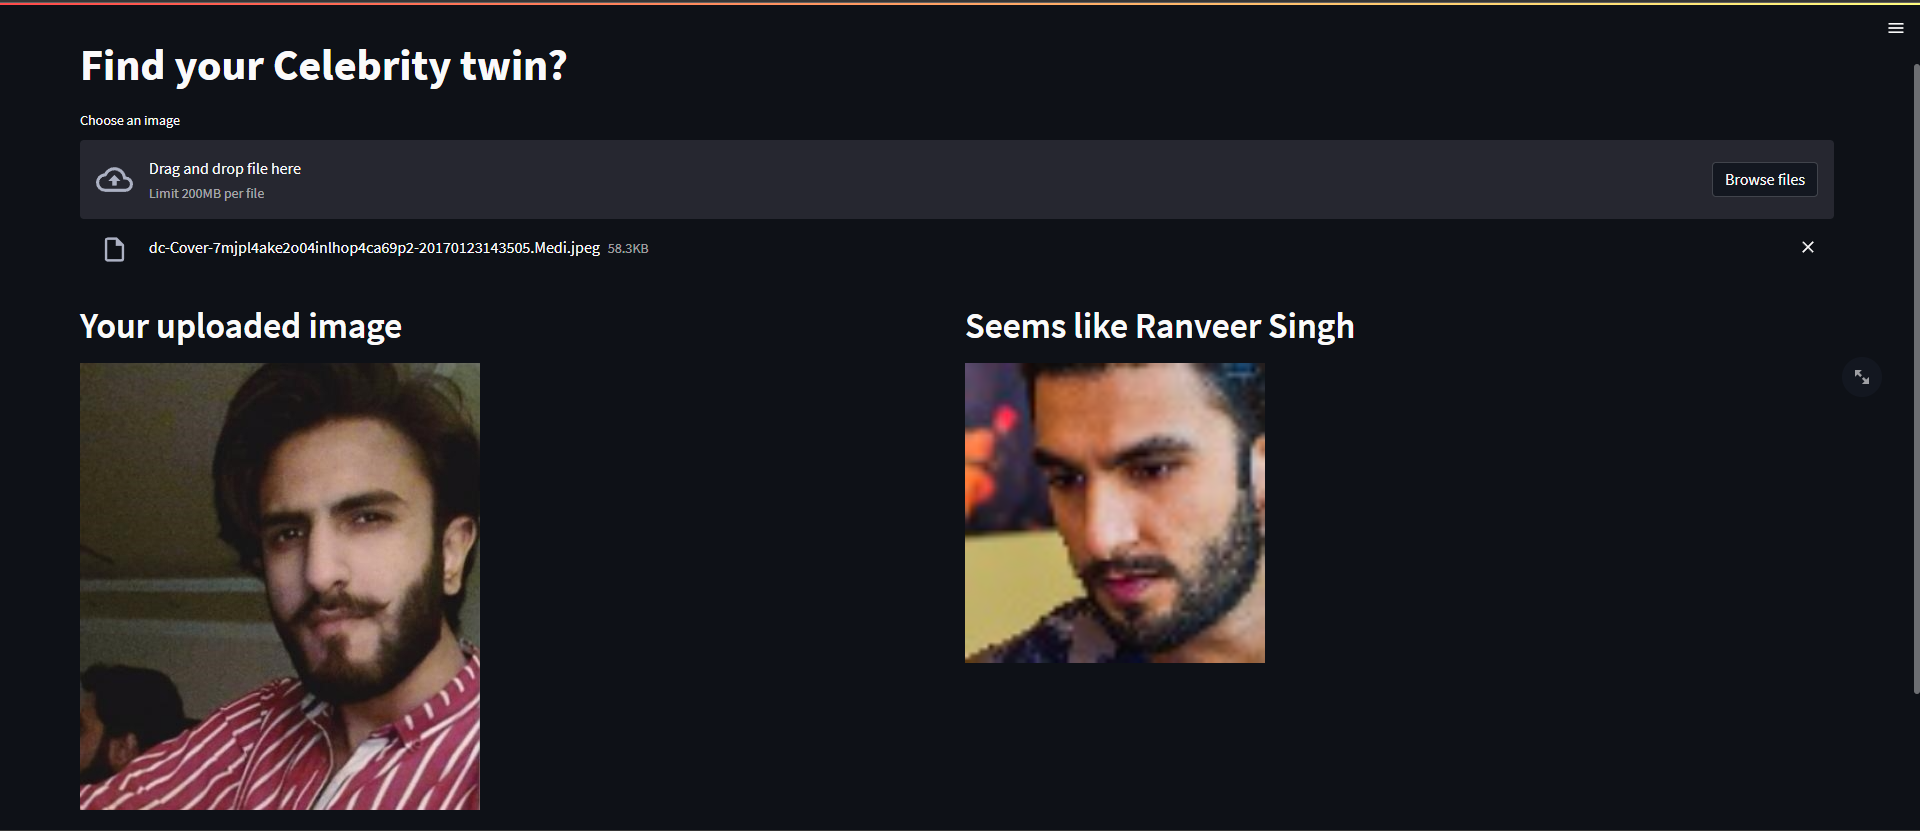 Find your Celebrity twin?
Choose an image
Drag and drop file here
Limit 200MB per file
Browse files
dc-Cover-7mjpl4ake2o04inlhop4ca69p2-20170123143505.Medi.jpeg 58.3KB
Your uploaded image
Seems like Ranveer Singh